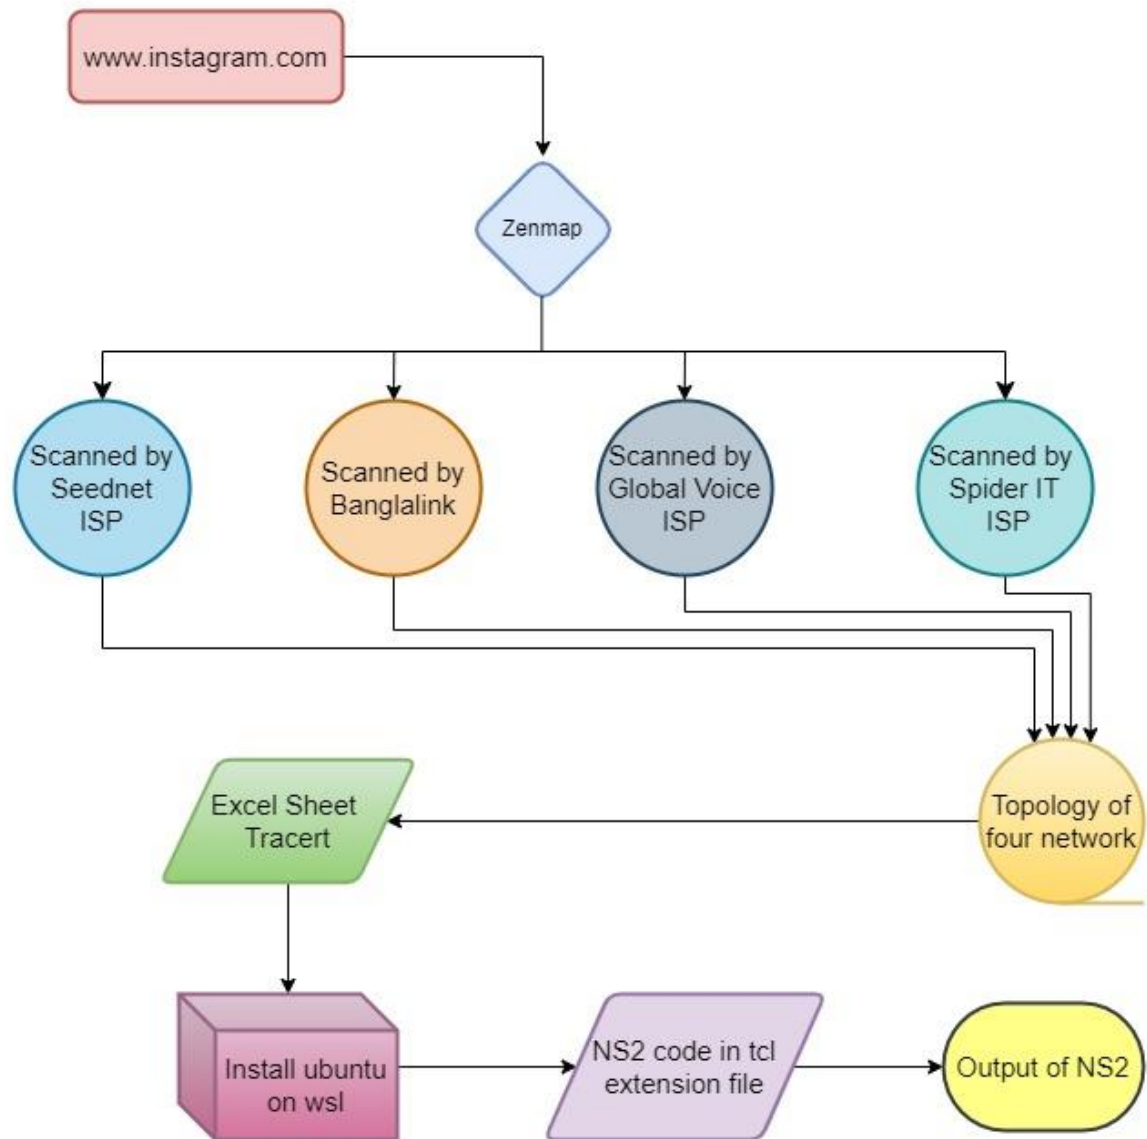 www.instagram.com
Zenmap
Scanned by
Seednet
ISP
Scanned by
Banglalink
Scanned by
Global Voice
ISP
Scanned by
Spider IT
ISP
Topology of
four network
Excel Sheet
Tracert
Install ubuntu
on wsl
NS2 code in tcl
extension file
Output of NS2